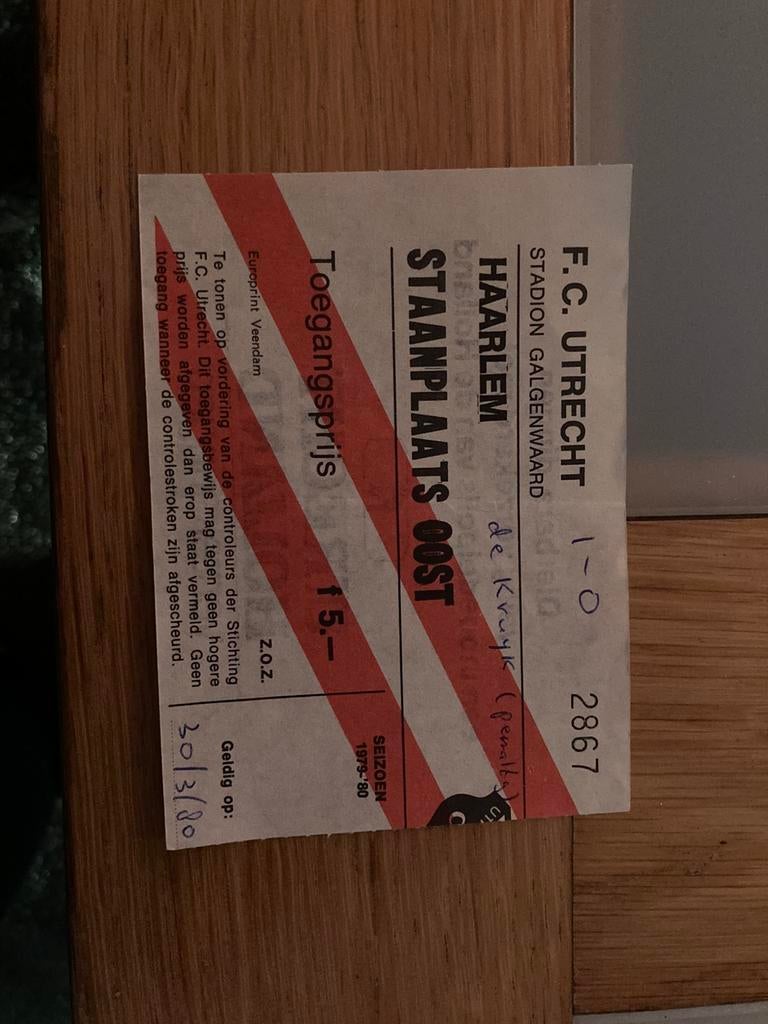 F.C. UTRECHT 1-0 2867
STADION GALGENWAARD
HAARLEM de Kruyk (penalty)
STAANPLAATS OOST
SEIZOEN
1979-'80
Toegangsprijs f 5.—
Europrint Veendam z.o.z.
Te tonen op vordering van de controleurs der Stichting
F.C. Utrecht. Dit toegangsbewijs mag tegen geen hogere
prijs worden afgegeven dan erop staat vermeld. Geen
toegang wanneer de controlestroken zijn afgescheurd.
Geldig op:
30/3/80